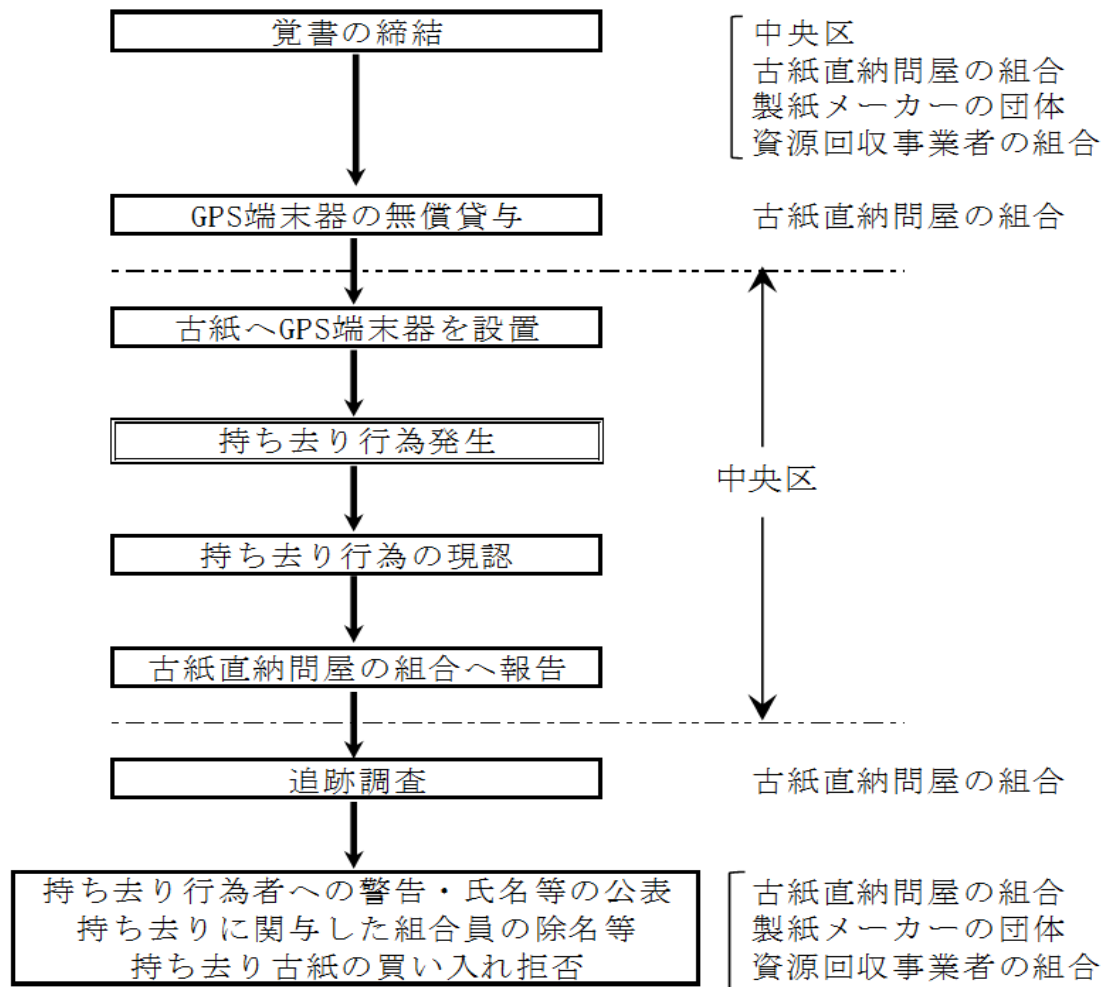 覚書の締結
中央区
古紙直納問屋の組合
製紙メーカーの団体
資源回収事業者の組合
GPS端末器の無償貸与
古紙直納問屋の組合
古紙へGPS端末器を設置
持ち去り行為発生
中央区
持ち去り行為の現認
古紙直納問屋の組合へ報告
追跡調査
古紙直納問屋の組合
持ち去り行為者への警告・氏名等の公表
持ち去りに関与した組合員の除名等
持ち去り古紙の買い入れ拒否
古紙直納問屋の組合
製紙メーカーの団体
資源回収事業者の組合